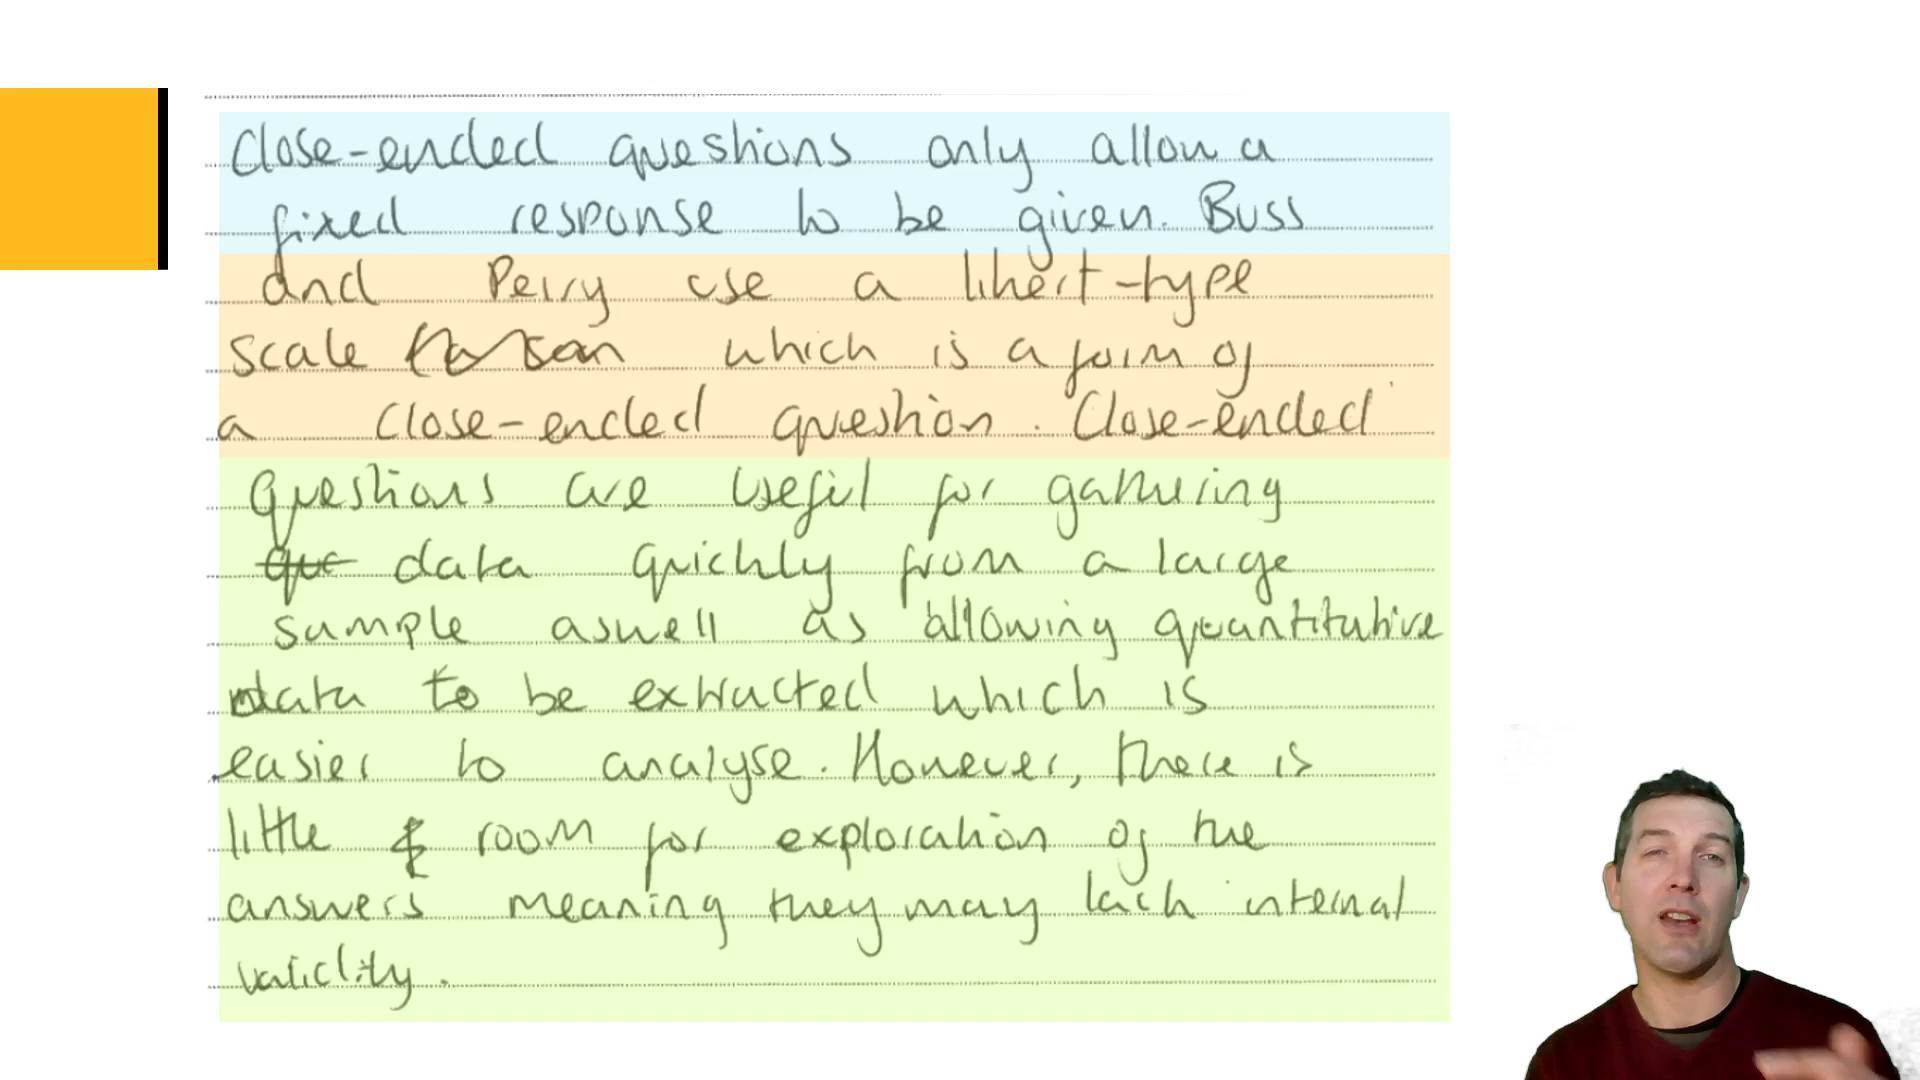 Close-ended questions only allow a
fixed response to be given. Buss
and Perry use a likert-type
scale which is a form of
a close-ended question. Close-ended
questions are useful for gathering
que data quickly from a large
sample aswell as allowing quantitative
data to be extracted which is
easier to analyse. However, there is
little room for exploration of the
answers meaning they may lack internal
validity.